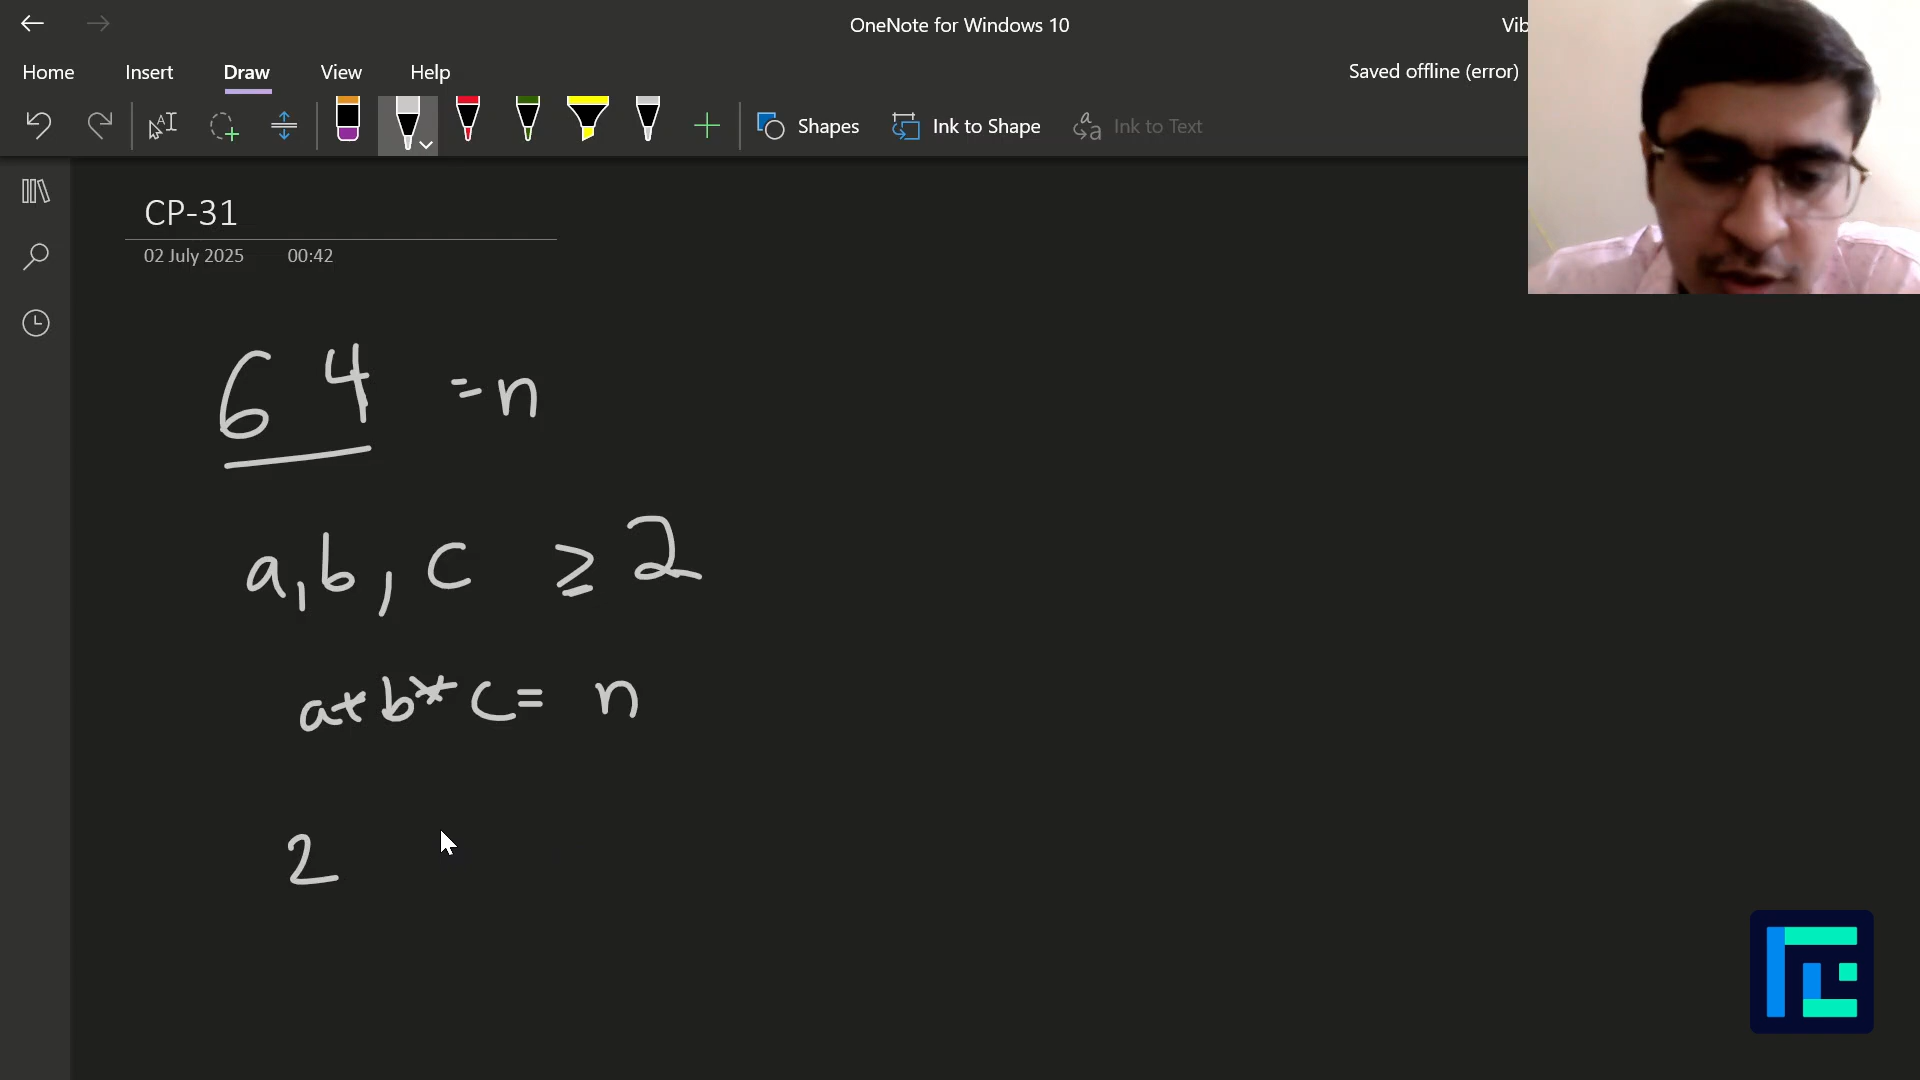 OneNote for Windows 10
Vib
Home Insert Draw View Help
Saved offline (error)
Shapes Ink to Shape Ink to Text
CP-31
02 July 2025 00:42
64 = n
a, b, c ≥ 2
a * b * c = n
2